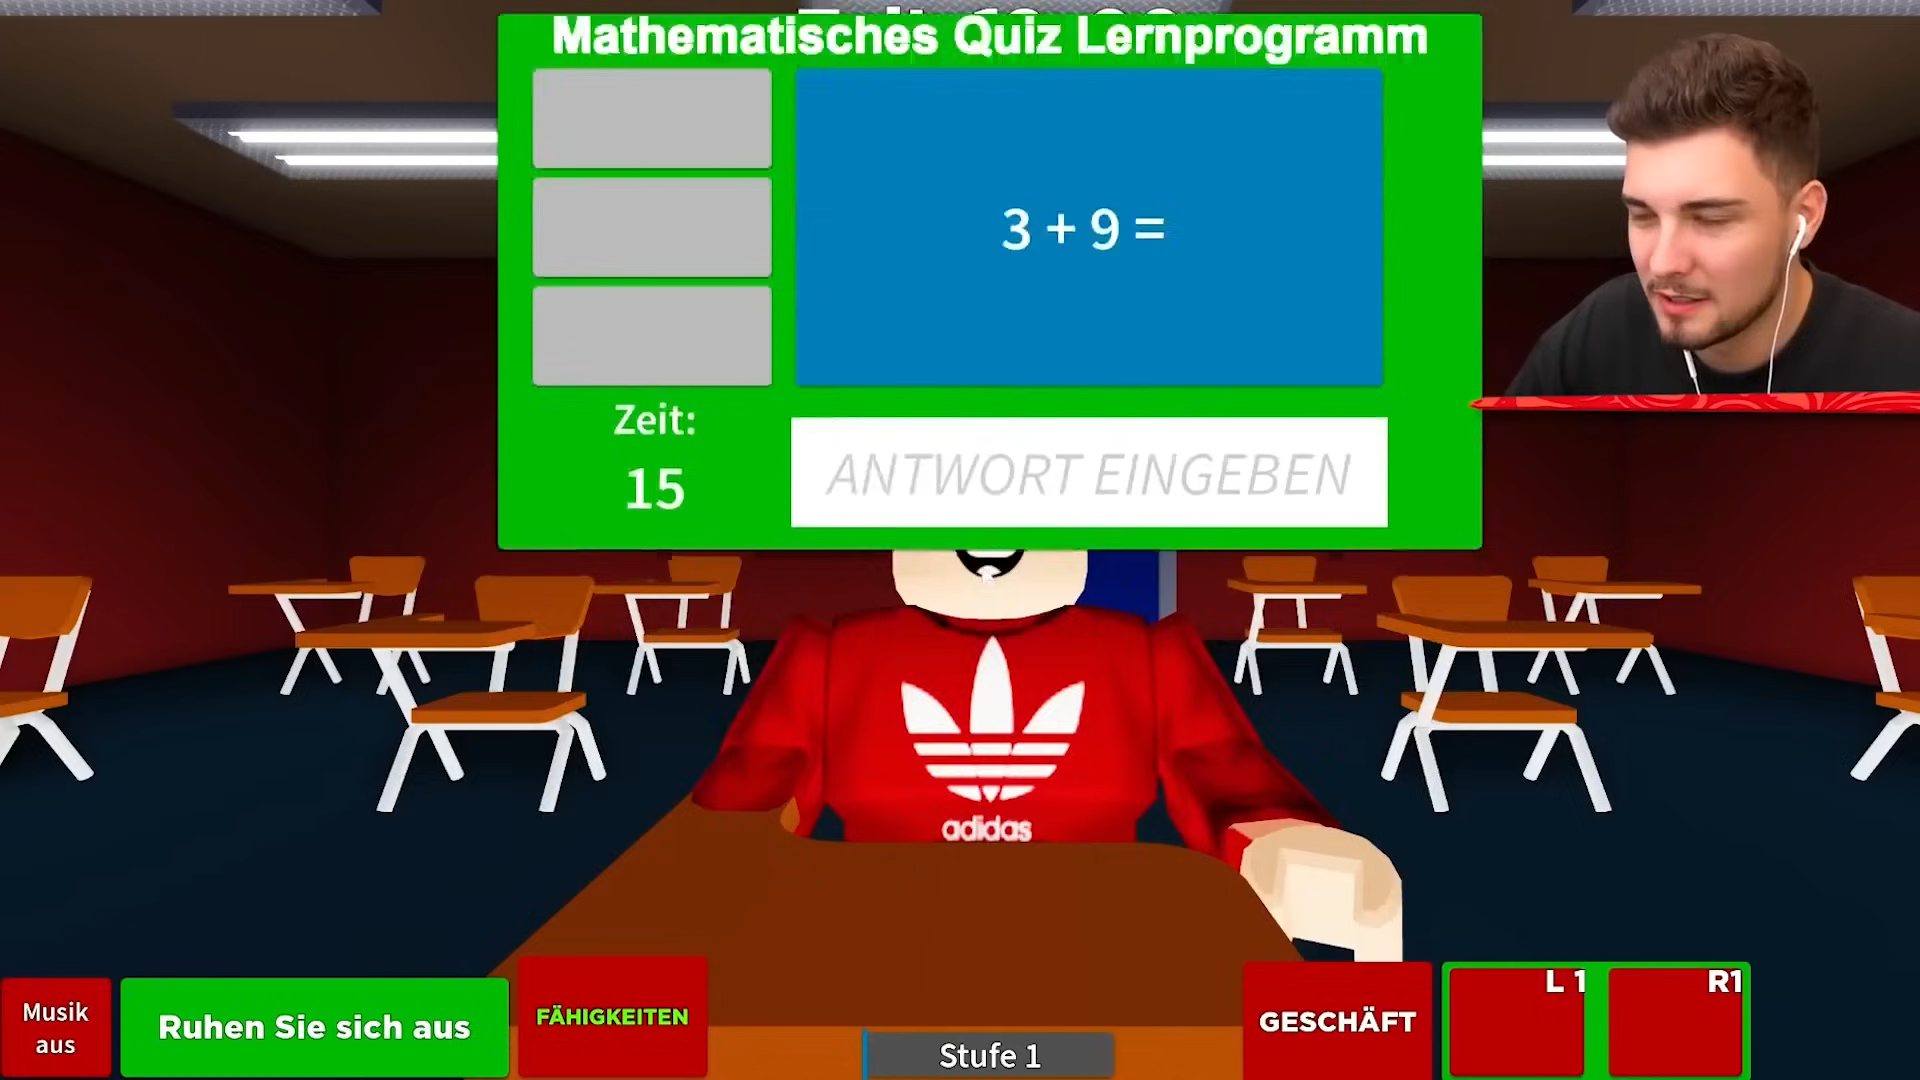 Mathematisches Quiz Lernprogramm
3 + 9 =
Zeit:
15
ANTWORT EINGEBEN
adidas
Musik
aus
Ruhen Sie sich aus
FÄHIGKEITEN
Stufe 1
GESCHÄFT
L 1
R1